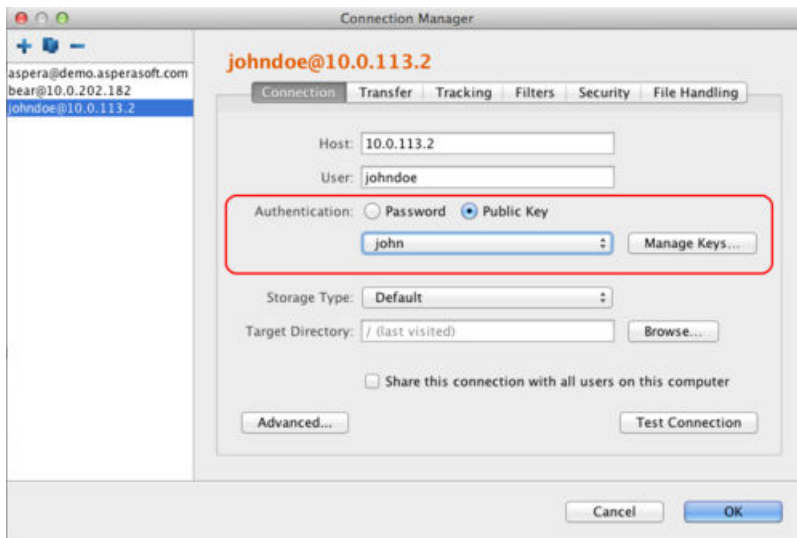 Connection Manager
aspera@demo.asperasoft.com
bear@10.0.202.182
johndoe@10.0.113.2
johndoe@10.0.113.2
Connection Transfer Tracking Filters Security File Handling
Host: 10.0.113.2
User: johndoe
Authentication: Password Public Key
john Manage Keys...
Storage Type: Default
Target Directory: / (last visited) Browse...
Share this connection with all users on this computer
Advanced... Test Connection
Cancel OK